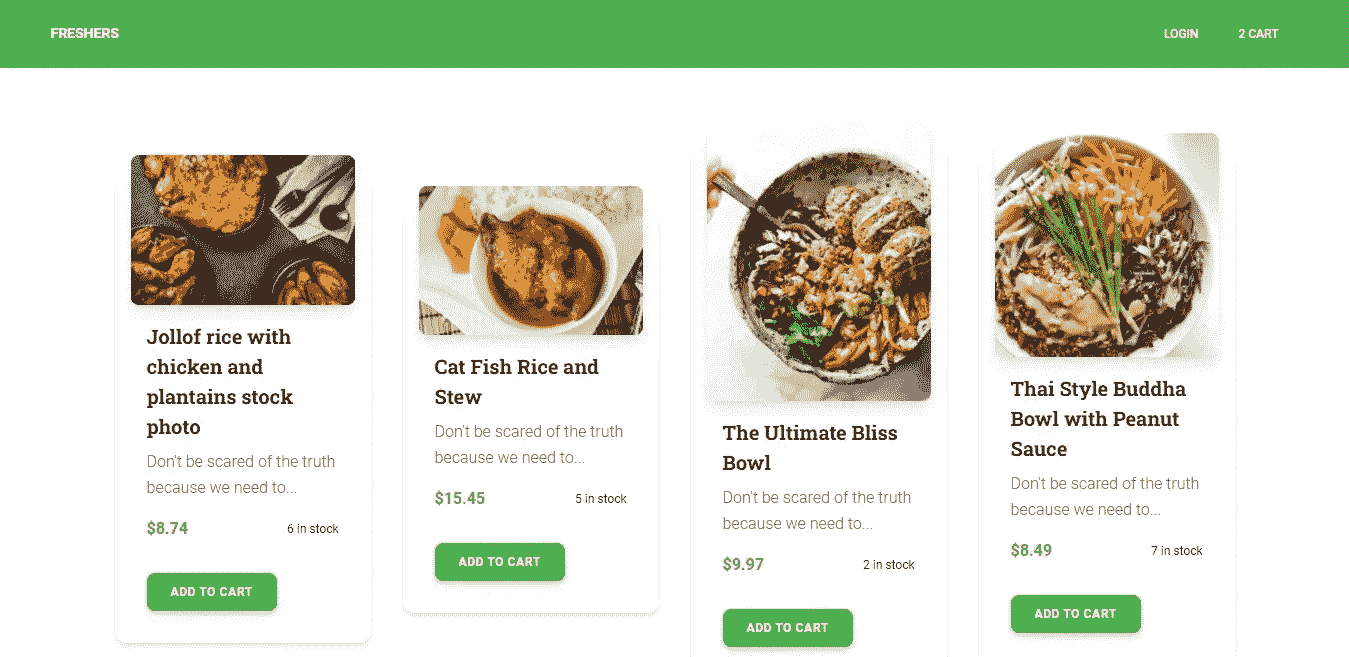 FRESHERS
LOGIN
2 CART
Jollof rice with
chicken and
plantains stock
photo
Don't be scared of the truth
because we need to...
$8.74
6 in stock
ADD TO CART
Cat Fish Rice and
Stew
Don't be scared of the truth
because we need to...
$15.45
5 in stock
ADD TO CART
The Ultimate Bliss
Bowl
Don't be scared of the truth
because we need to...
$9.97
2 in stock
ADD TO CART
Thai Style Buddha
Bowl with Peanut
Sauce
Don't be scared of the truth
because we need to...
$8.49
7 in stock
ADD TO CART